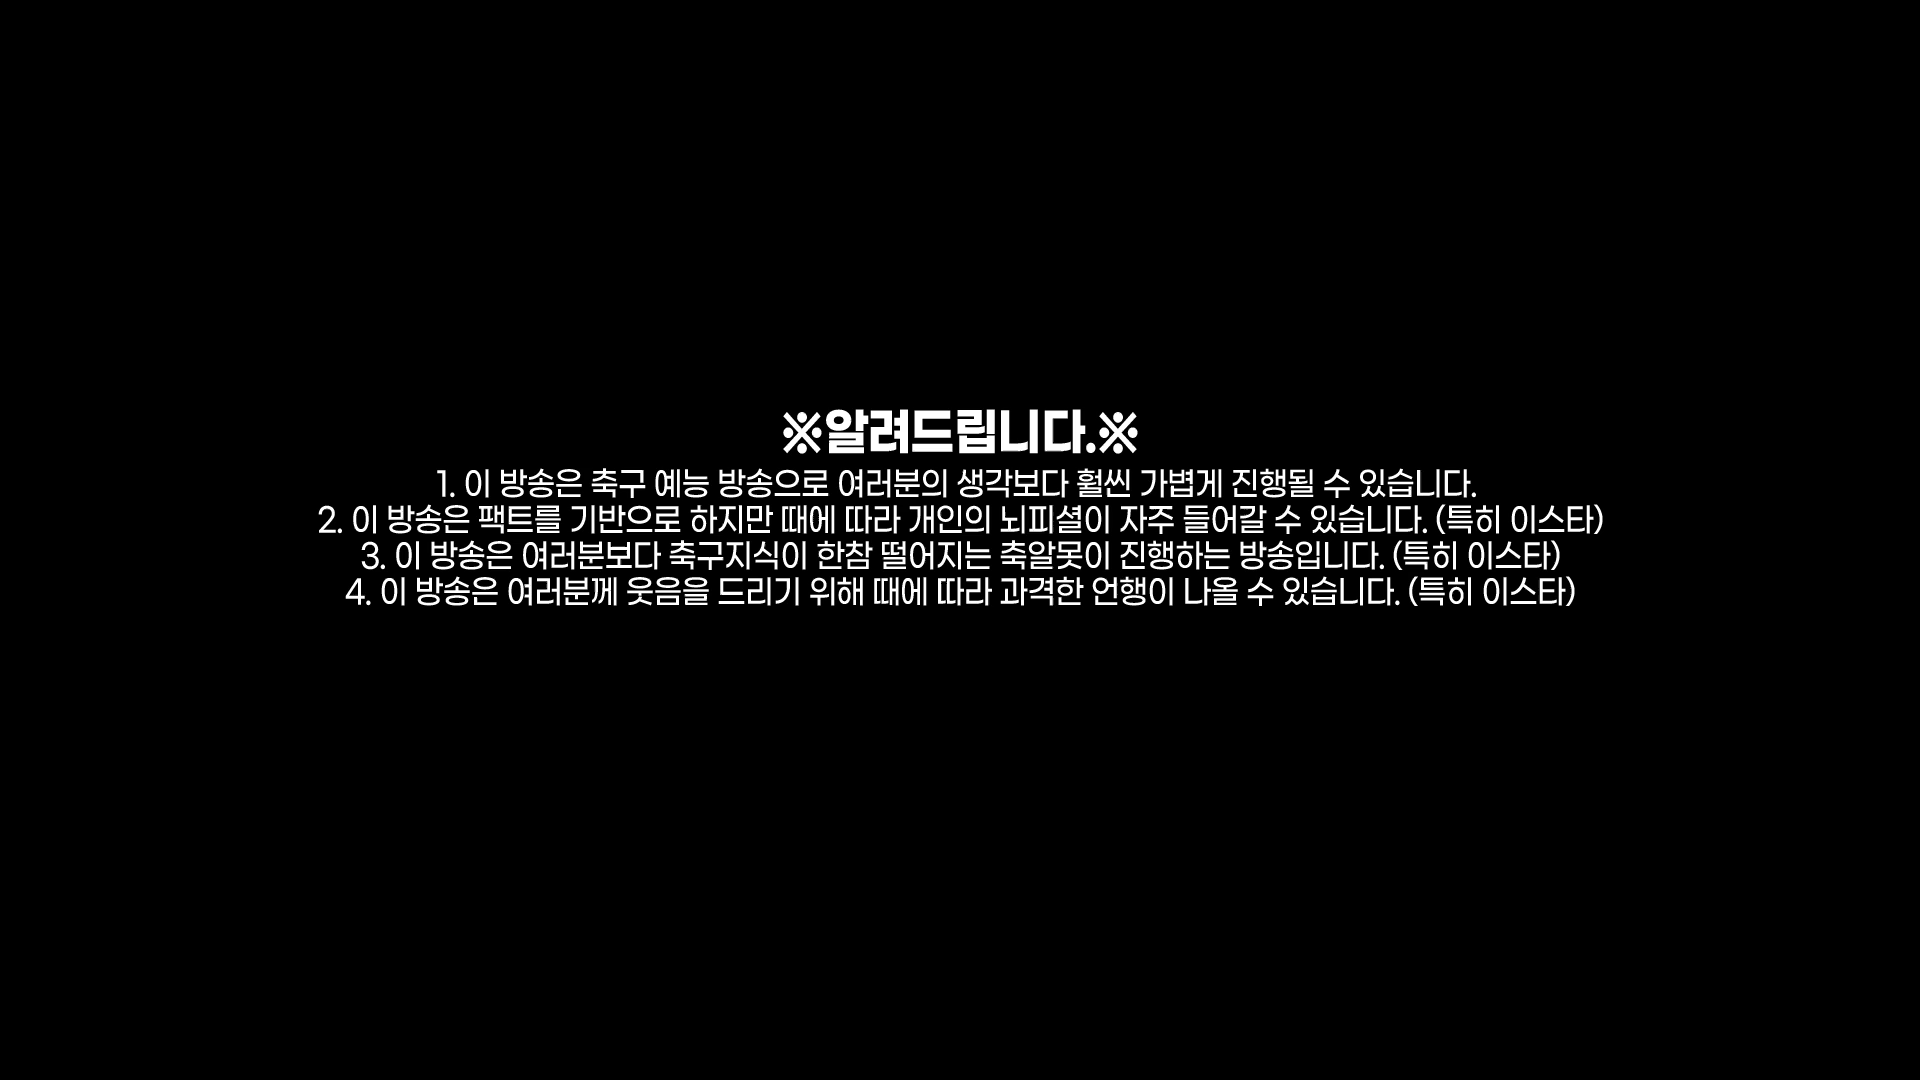 ※알려드립니다.※
1. 이 방송은 축구 예능 방송으로 여러분의 생각보다 훨씬 가볍게 진행될 수 있습니다.
2. 이 방송은 팩트를 기반으로 하지만 때에 따라 개인의 뇌피셜이 자주 들어갈 수 있습니다. (특히 이스타)
3. 이 방송은 여러분보다 축구지식이 한참 떨어지는 축알못이 진행하는 방송입니다. (특히 이스타)
4. 이 방송은 여러분께 웃음을 드리기 위해 때에 따라 과격한 언행이 나올 수 있습니다. (특히 이스타)